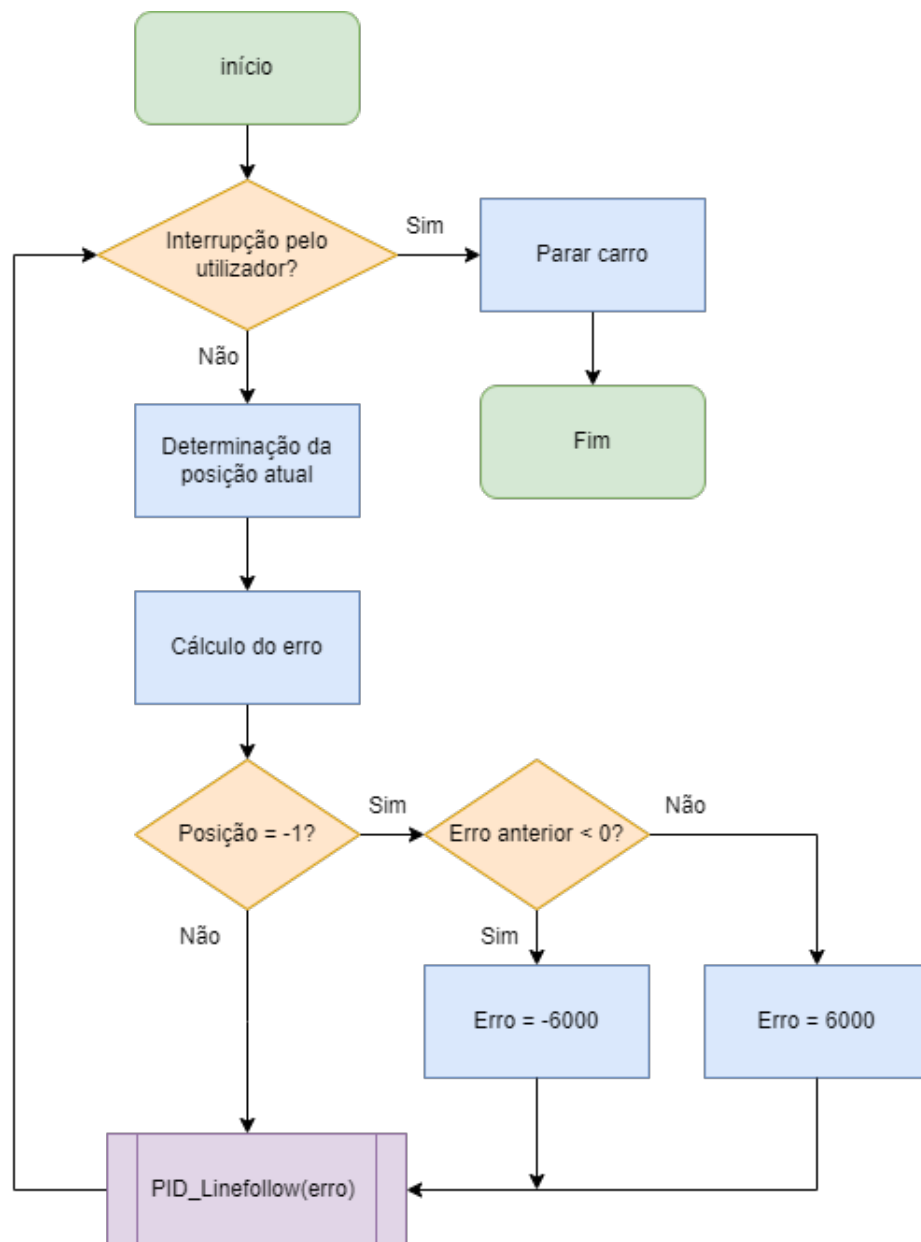 início
Interrupção pelo
utilizador?
Sim
Parar carro
Não
Fim
Determinação da
posição atual
Cálculo do erro
Posição = -1?
Sim
Erro anterior < 0?
Não
Não
Sim
Erro = -6000
Erro = 6000
PID_Linefollow(erro)